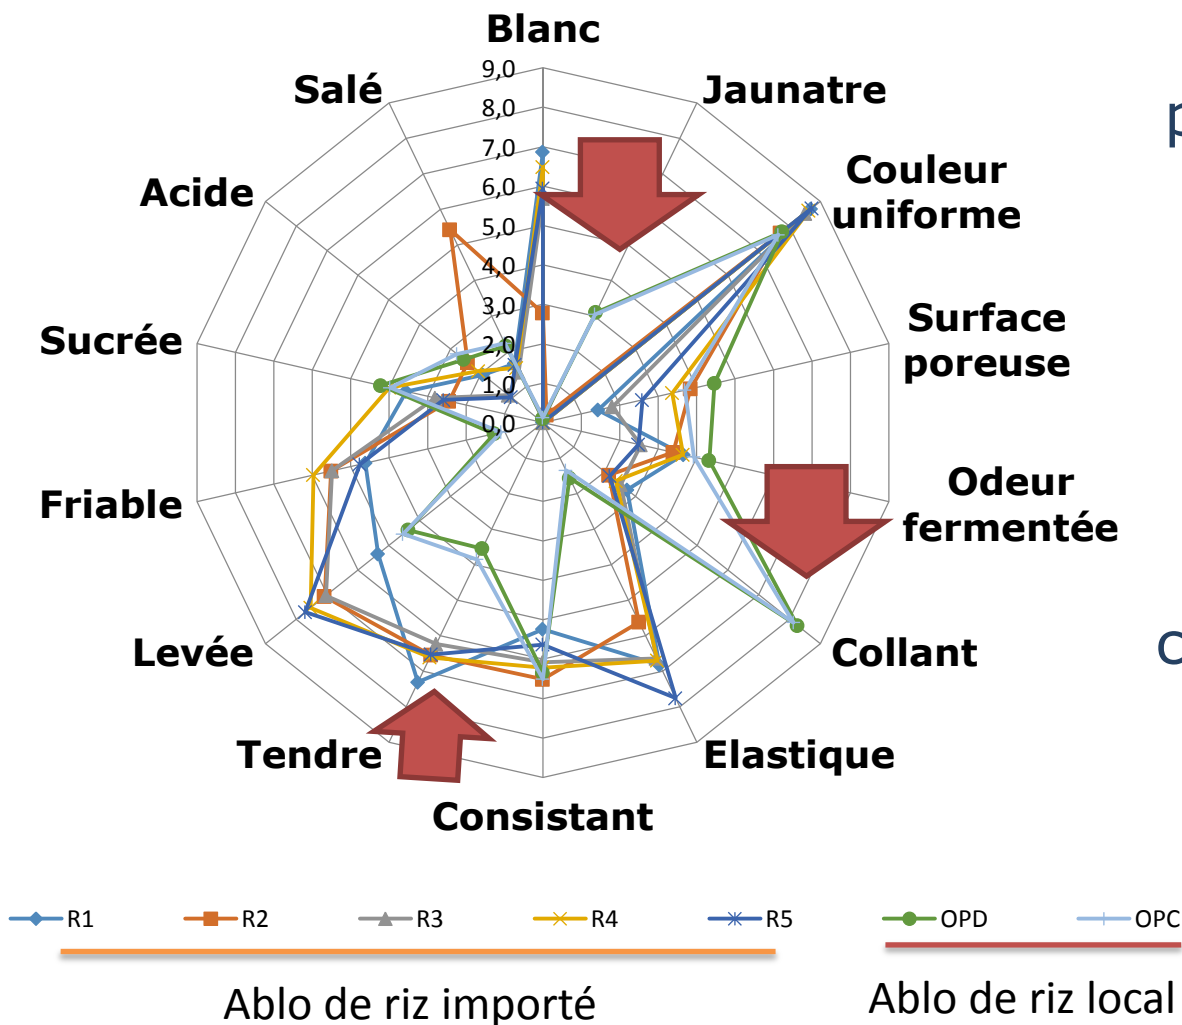 Blanc
9,0
8,0
7,0
6,0
5,0
4,0
3,0
2,0
1,0
0,0
Salé
Jaunatre
Acide
Couleur
uniforme
Sucrée
Surface
poreuse
Friable
Odeur
fermentée
Levée
Collant
Tendre
Elastique
Consistant
p
c
R1 R2 R3 R4 R5 OPD OPC
Ablo de riz importé
Ablo de riz local